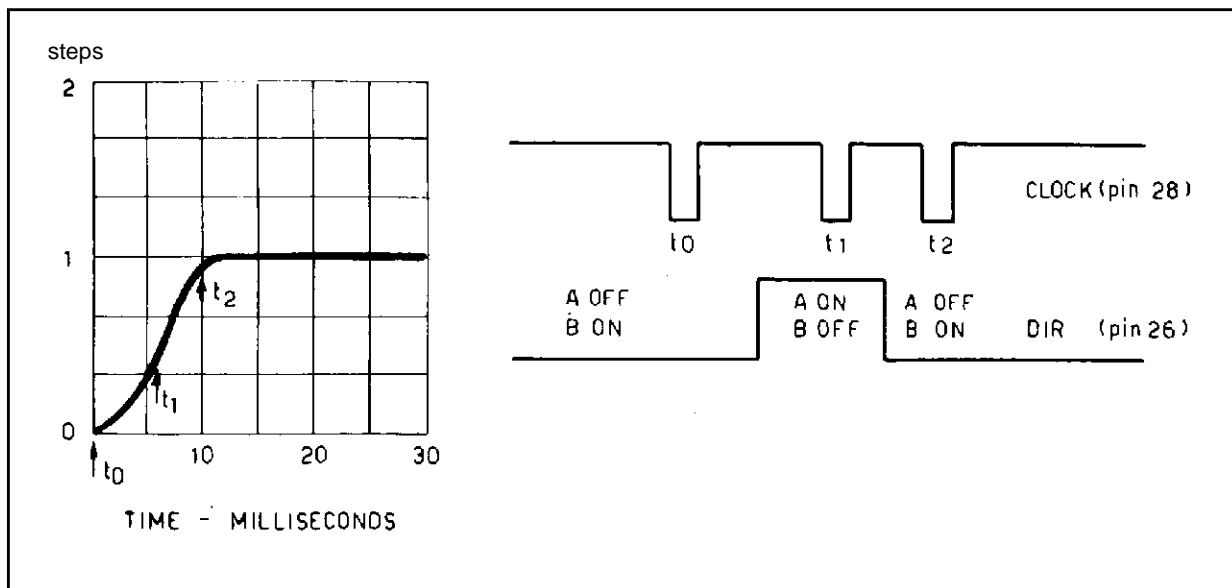 steps
2
1
0
t0
t1
t2
10
20
30
TIME - MILLISECONDS
CLOCK (pin 28)
t0
t1
t2
A OFF
B ON
A ON
B OFF
A OFF
B ON
DIR (pin 26)